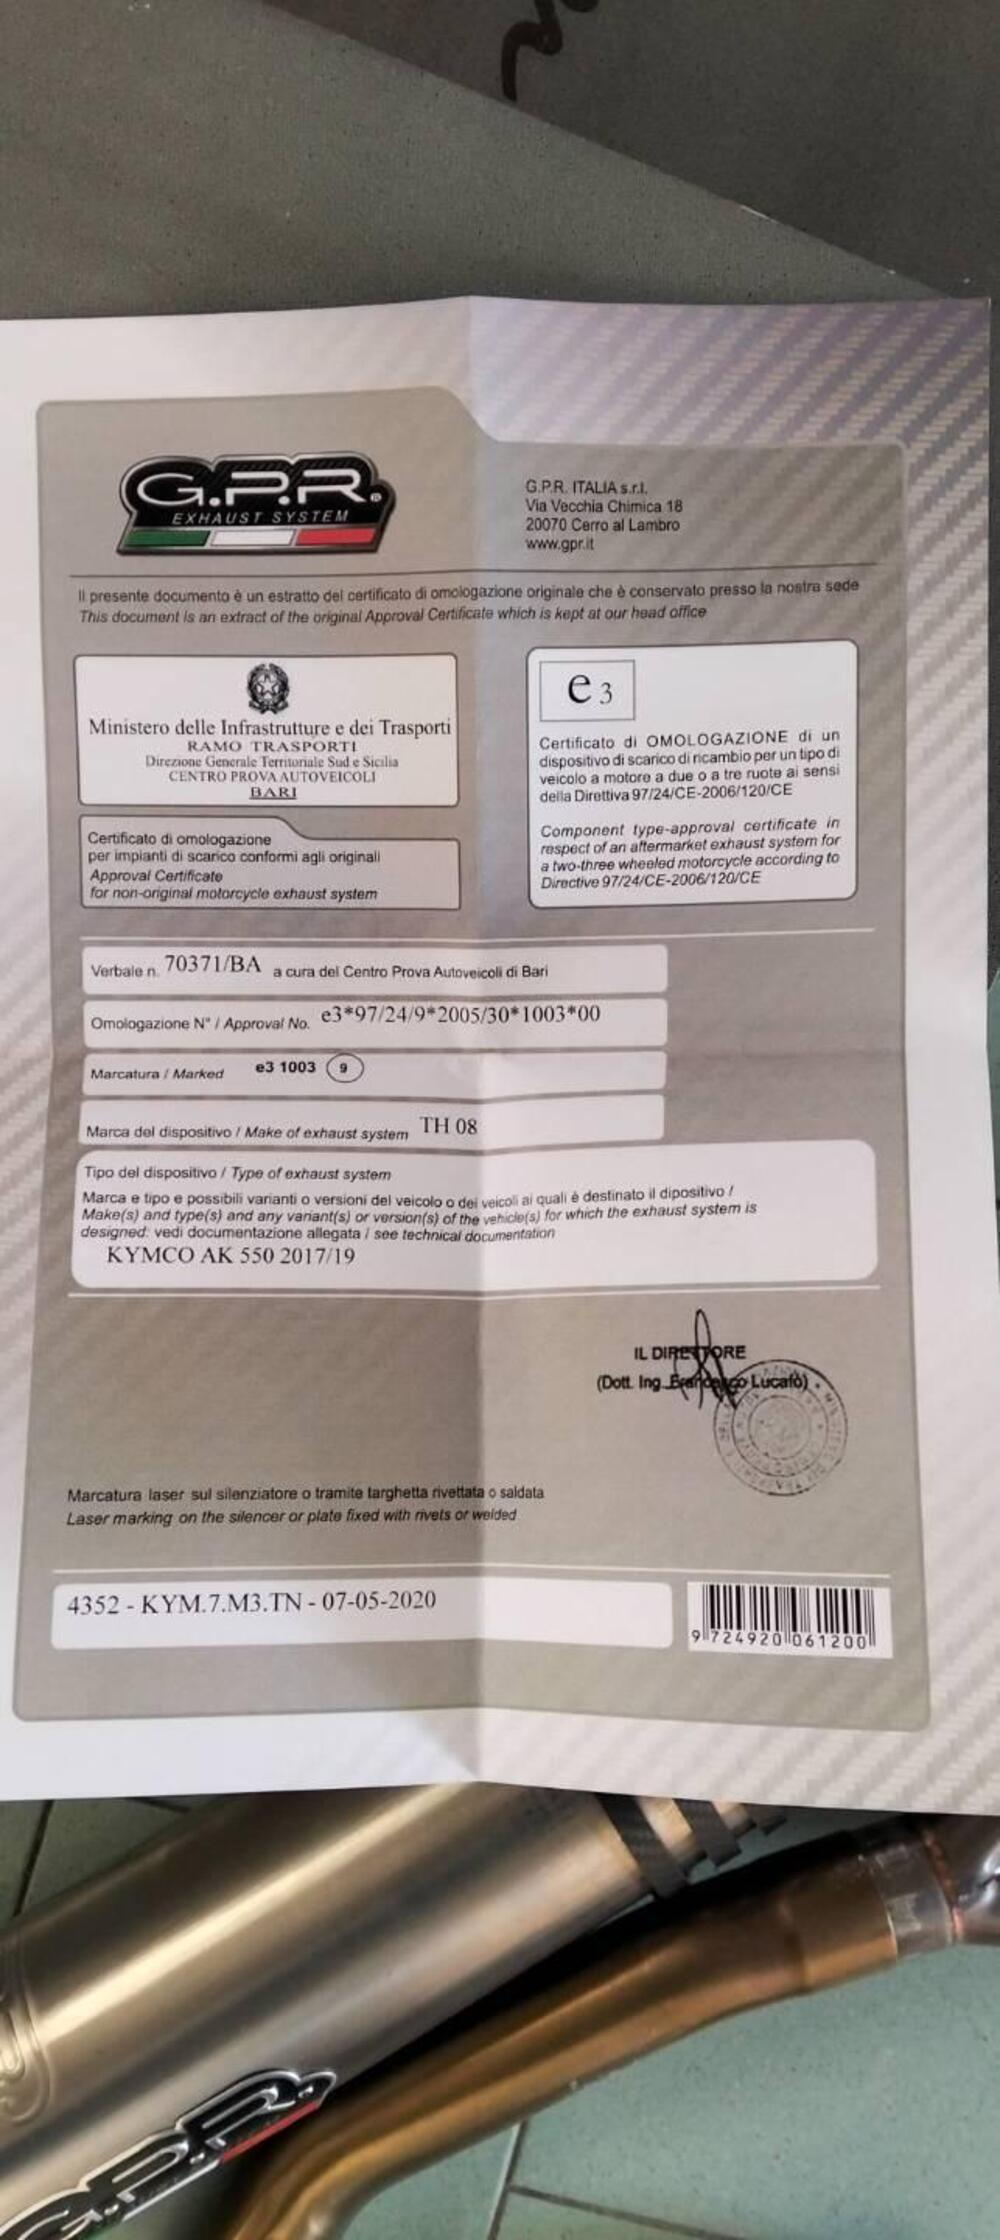 G.P.R.
EXHAUST SYSTEM
G.P.R. ITALIA s.r.l.
Via Vecchia Chimica 18
20070 Cerro al Lambro
www.gpr.it
Il presente documento è un estratto del certificato di omologazione originale che è conservato presso la nostra sede
This document is an extract of the original Approval Certificate which is kept at our head office
Ministero delle Infrastrutture e dei Trasporti
RAMO TRASPORTI
Direzione Generale Territoriale Sud e Sicilia
CENTRO PROVA AUTOVEICOLI
BARI
Certificato di omologazione
per impianti di scarico conformi agli originali
Approval Certificate
for non-original motorcycle exhaust system
e3
Certificato di OMOLOGAZIONE di un
dispositivo di scarico di ricambio per un tipo di
veicolo a motore a due o a tre ruote ai sensi
della Direttiva 97/24/CE-2006/120/CE
Component type-approval certificate in
respect of an aftermarket exhaust system for
a two-three wheeled motorcycle according to
Directive 97/24/CE-2006/120/CE
Verbale n. 70371/BA a cura del Centro Prova Autoveicoli di Bari
Omologazione N° / Approval No. e3*97/24/9*2005/30*1003*00
Marcatura / Marked e3 1003 9
Marca del dispositivo / Make of exhaust system TH 08
Tipo del dispositivo / Type of exhaust system
Marca e tipo e possibili varianti o versioni del veicolo o dei veicoli ai quali è destinato il dipositivo /
Make(s) and type(s) and any variant(s) or version(s) of the vehicle(s) for which the exhaust system is
designed: vedi documentazione allegata / see technical documentation
KYMCO AK 550 2017/19
IL DIRETTORE
(Dott. Ing. Francesco Lucafò)
Marcatura laser sul silenziatore o tramite targhetta rivettata o saldata
Laser marking on the silencer or plate fixed with rivets or welded
4352 - KYM.7.M3.TN - 07-05-2020
9 724920 061200
G.P.R.